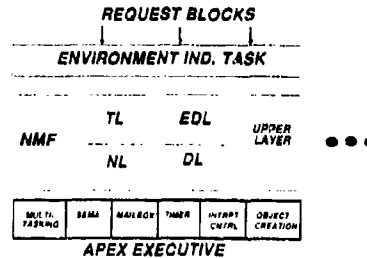 REQUEST BLOCKS
ENVIRONMENT IND. TASK
TL EDL
NMF UPPER LAYER
NL DL
MULTI-TASKING SEMA MAILBOX TIMER INTRPT CNTRL OBJECT CREATION
APEX EXECUTIVE